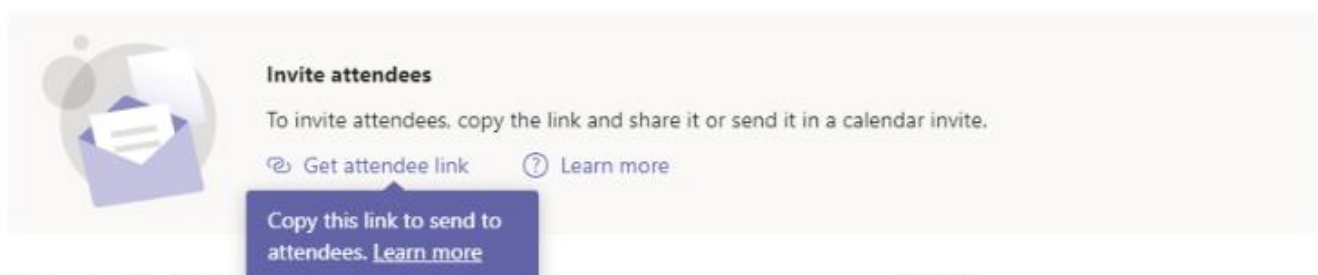 Invite attendees
To invite attendees, copy the link and share it or send it in a calendar invite.
Get attendee link
? Learn more
Copy this link to send to
attendees. Learn more